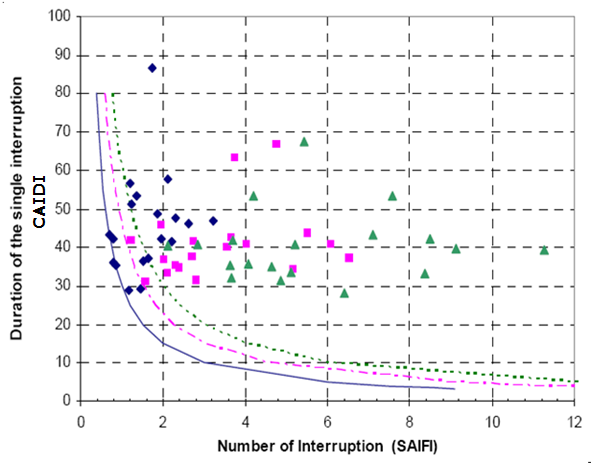 100
90
80
70
60
50
40
30
20
10
0
Duration of the single interruption
CAIDI
0 2 4 6 8 10 12
Number of Interruption (SAIFI)